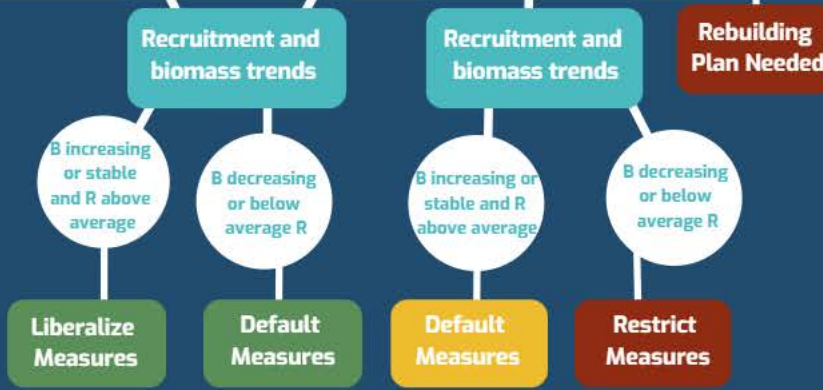 Recruitment and
biomass trends
Recruitment and
biomass trends
Rebuilding
Plan Needed
B increasing
or stable
and R above
average
B decreasing
or below
average R
B increasing or
stable and R
above average
B decreasing
or below
average R
Liberalize
Measures
Default
Measures
Default
Measures
Restrict
Measures